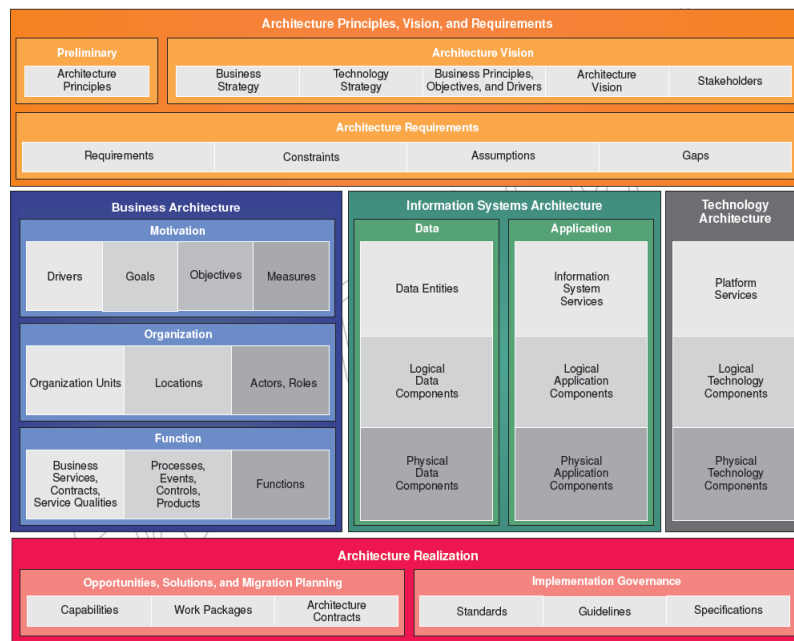 Architecture Principles, Vision, and Requirements
Preliminary
Architecture
Principles
Architecture Vision
Business
Strategy
Technology
Strategy
Business Principles,
Objectives, and Drivers
Architecture
Vision
Stakeholders
Architecture Requirements
Requirements
Constraints
Assumptions
Gaps
Business Architecture
Motivation
Drivers
Goals
Objectives
Measures
Organization
Organization Units
Locations
Actors, Roles
Function
Business
Services,
Contracts,
Service Qualities
Processes,
Events,
Controls,
Products
Functions
Information Systems Architecture
Data
Data Entities
Logical
Data
Components
Physical
Data
Components
Application
Information
System
Services
Logical
Application
Components
Physical
Application
Components
Technology
Architecture
Platform
Services
Logical
Technology
Components
Physical
Technology
Components
Architecture Realization
Opportunities, Solutions, and Migration Planning
Capabilities
Work Packages
Architecture
Contracts
Implementation Governance
Standards
Guidelines
Specifications